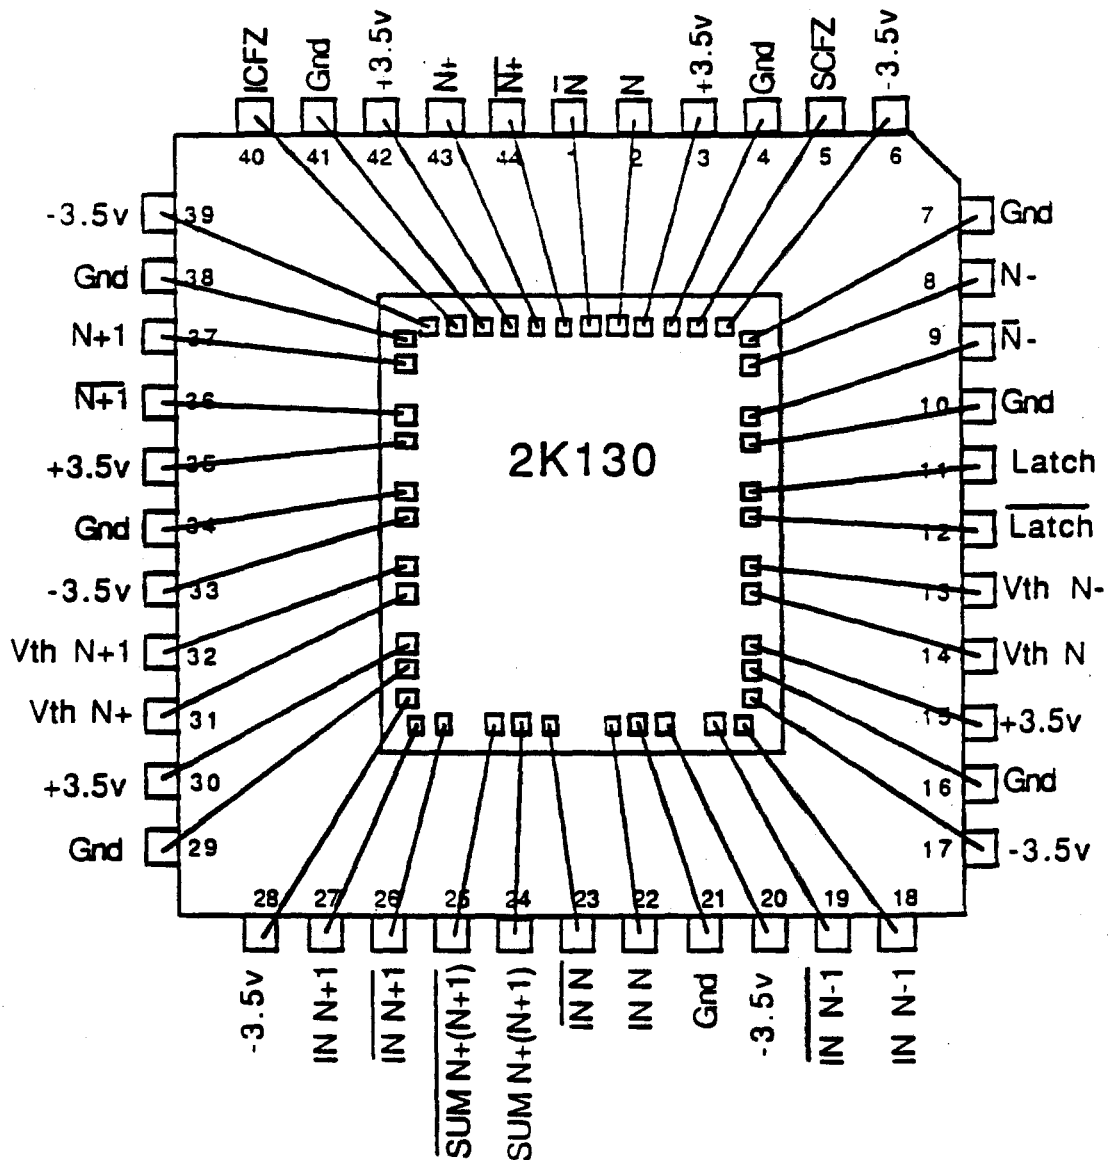 ICFZ
Gnd
+3.5v
N+
N̅+̅
N̅
N
+3.5v
Gnd
SCFZ
-3.5v
40 41 42 43 44 1 2 3 4 5 6
-3.5v 39
Gnd 38
N+1 37
N̅+̅1̅ 36
+3.5v 35
Gnd 34
-3.5v 33
Vth N+1 32
Vth N+ 31
+3.5v 30
Gnd 29
2K130
7 Gnd
8 N-
9 N̅-
10 Gnd
11 Latch
12 L̅a̅t̅c̅h̅
13 Vth N-
14 Vth N
15 +3.5v
16 Gnd
17 -3.5v
28 27 26 25 24 23 22 21 20 19 18
-3.5v
IN N+1
I̅N̅ ̅N̅+̅1̅
S̅U̅M̅ ̅N̅+̅(̅N̅+̅1̅)̅
SUM N+(N+1)
I̅N̅ ̅N̅
IN N
Gnd
-3.5v
I̅N̅ ̅N̅-̅1̅
IN N-1